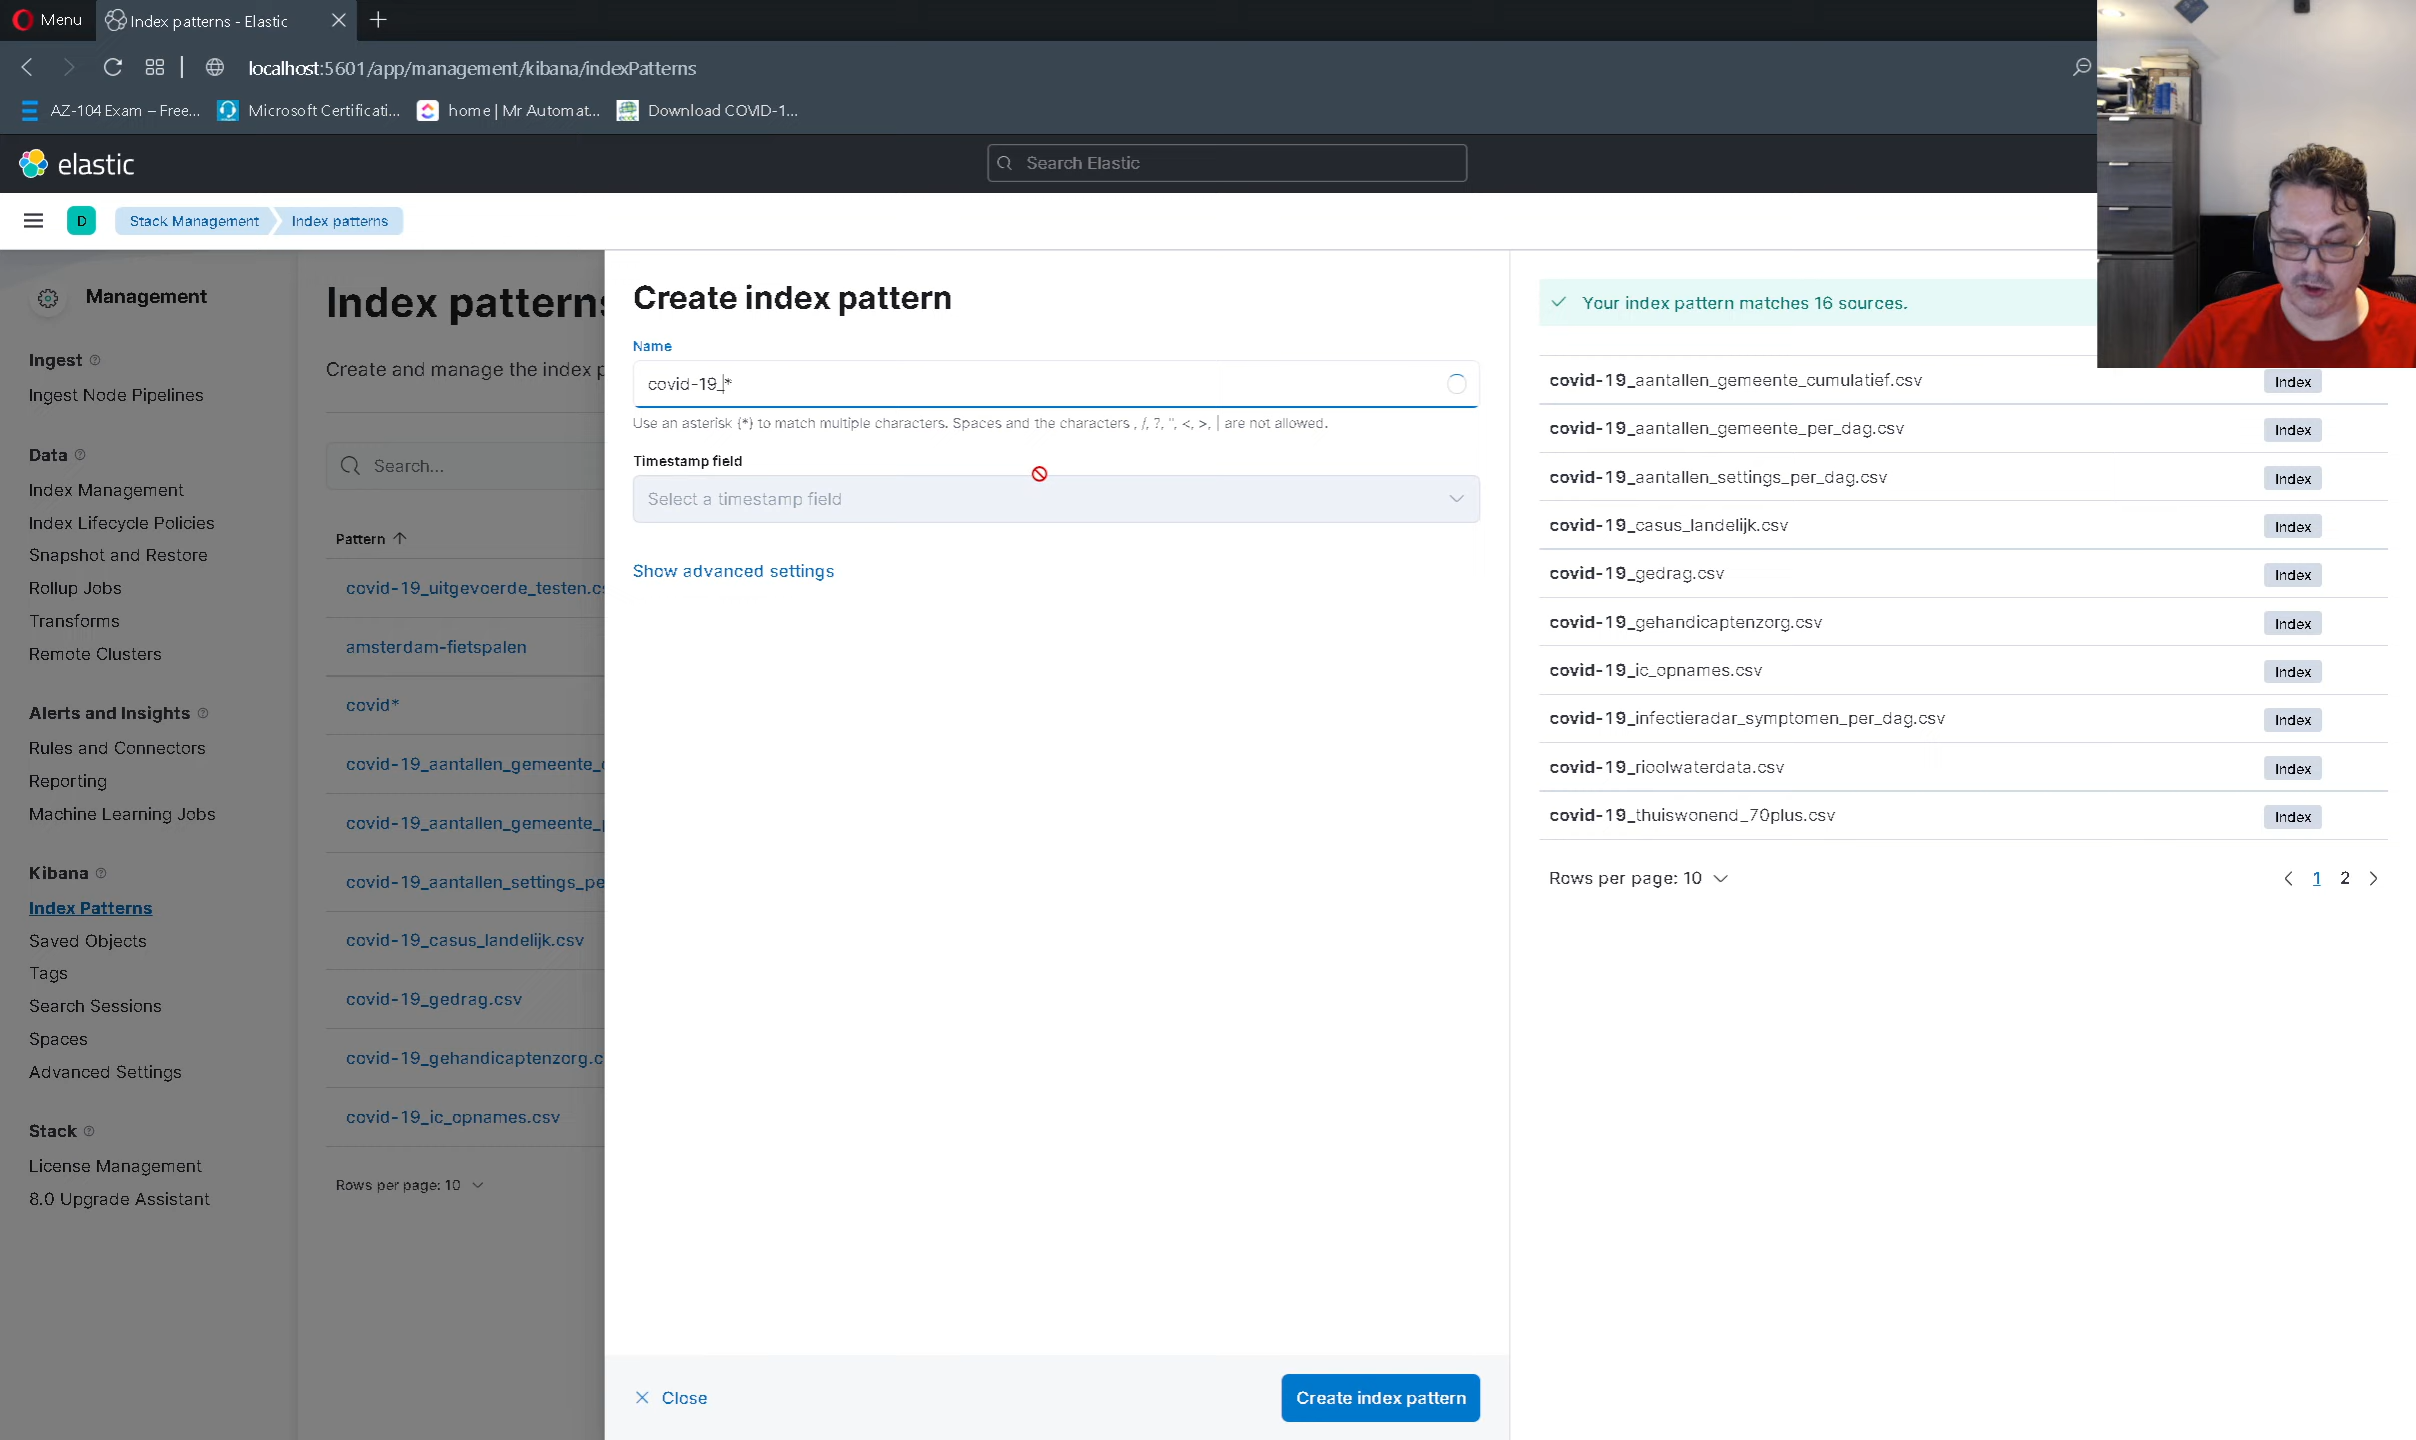 Menu
Index patterns - Elastic
localhost:5601/app/management/kibana/indexPatterns
AZ-104 Exam – Free...
Microsoft Certificati...
home | Mr Automat...
Download COVID-1...
elastic
Search Elastic
D
Stack Management
Index patterns
Management
Ingest
Ingest Node Pipelines
Data
Index Management
Index Lifecycle Policies
Snapshot and Restore
Rollup Jobs
Transforms
Remote Clusters
Alerts and Insights
Rules and Connectors
Reporting
Machine Learning Jobs
Kibana
Index Patterns
Saved Objects
Tags
Search Sessions
Spaces
Advanced Settings
Stack
License Management
8.0 Upgrade Assistant
Index patterns
Create and manage the index p
Search...
Pattern
covid-19_uitgevoerde_testen.cs
amsterdam-fietspalen
covid*
covid-19_aantallen_gemeente_c
covid-19_aantallen_gemeente_p
covid-19_aantallen_settings_pe
covid-19_casus_landelijk.csv
covid-19_gedrag.csv
covid-19_gehandicaptenzorg.c
covid-19_ic_opnames.csv
Rows per page: 10
Create index pattern
Name
covid-19_*
Use an asterisk (*) to match multiple characters. Spaces and the characters , /, ?, ", <, >, | are not allowed.
Timestamp field
Select a timestamp field
Show advanced settings
Close
Create index pattern
Your index pattern matches 16 sources.
covid-19_aantallen_gemeente_cumulatief.csv Index
covid-19_aantallen_gemeente_per_dag.csv Index
covid-19_aantallen_settings_per_dag.csv Index
covid-19_casus_landelijk.csv Index
covid-19_gedrag.csv Index
covid-19_gehandicaptenzorg.csv Index
covid-19_ic_opnames.csv Index
covid-19_infectieradar_symptomen_per_dag.csv Index
covid-19_rioolwaterdata.csv Index
covid-19_thuiswonend_70plus.csv Index
Rows per page: 10
1 2